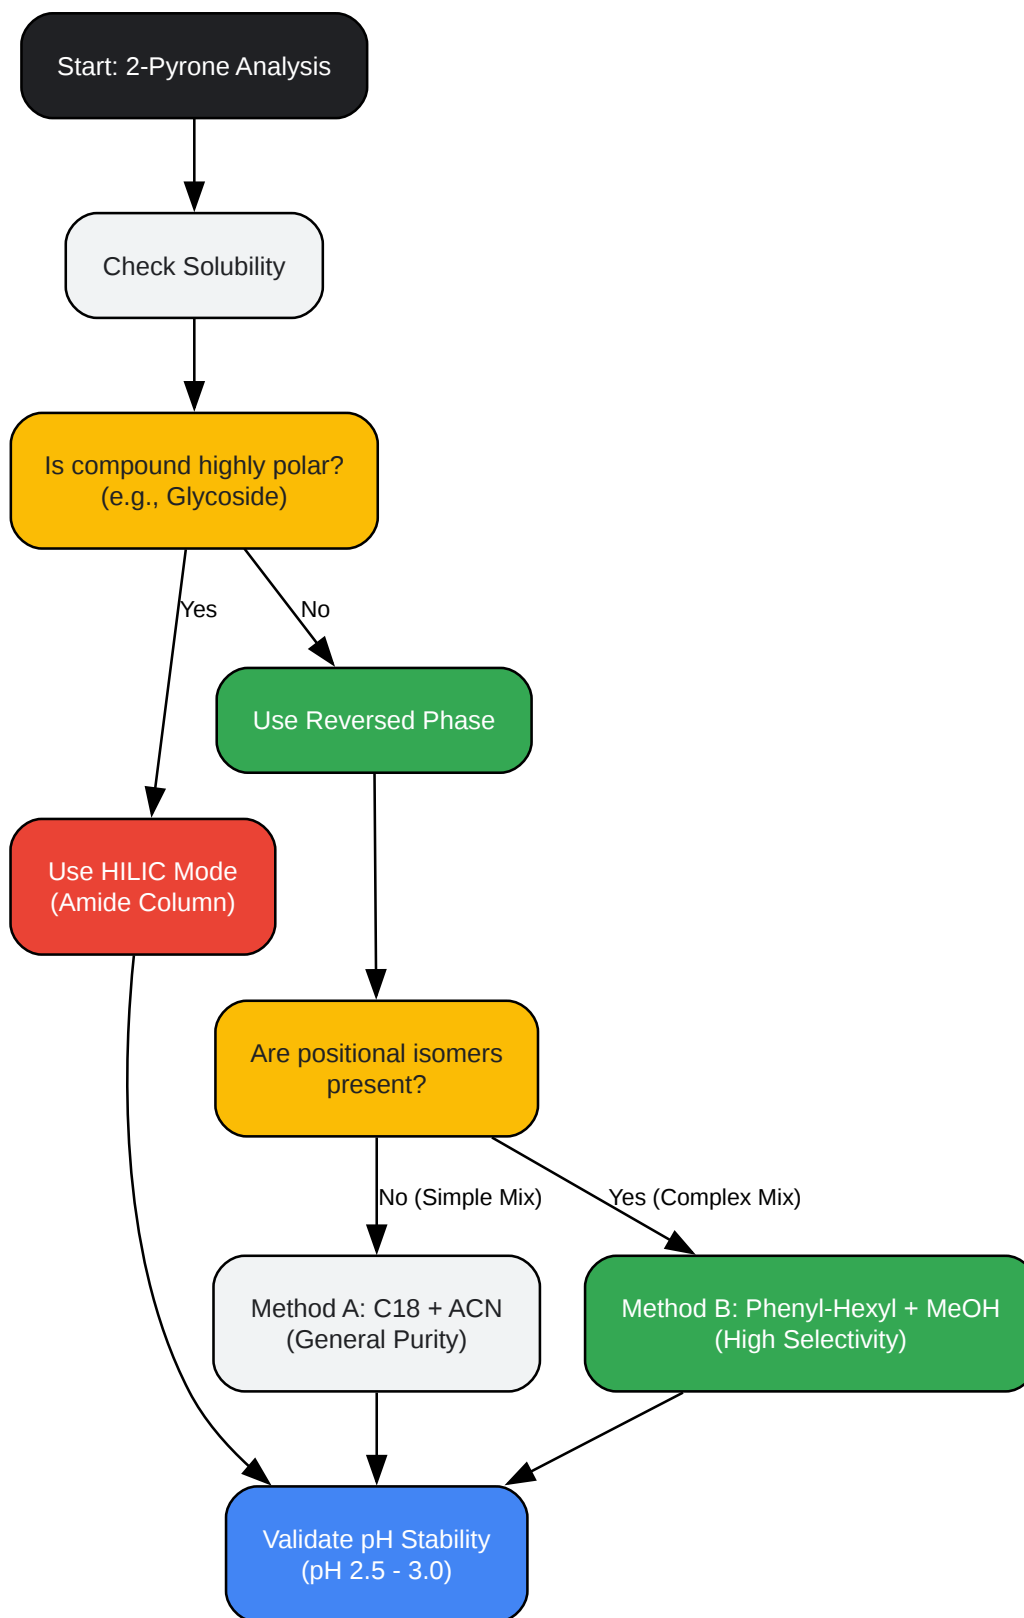 Start: 2-Pyrone Analysis
Check Solubility
Is compound highly polar?
(e.g., Glycoside)
Yes
No
Use Reversed Phase
Use HILIC Mode
(Amide Column)
Are positional isomers
present?
No (Simple Mix)
Yes (Complex Mix)
Method A: C18 + ACN
(General Purity)
Method B: Phenyl-Hexyl + MeOH
(High Selectivity)
Validate pH Stability
(pH 2.5 - 3.0)